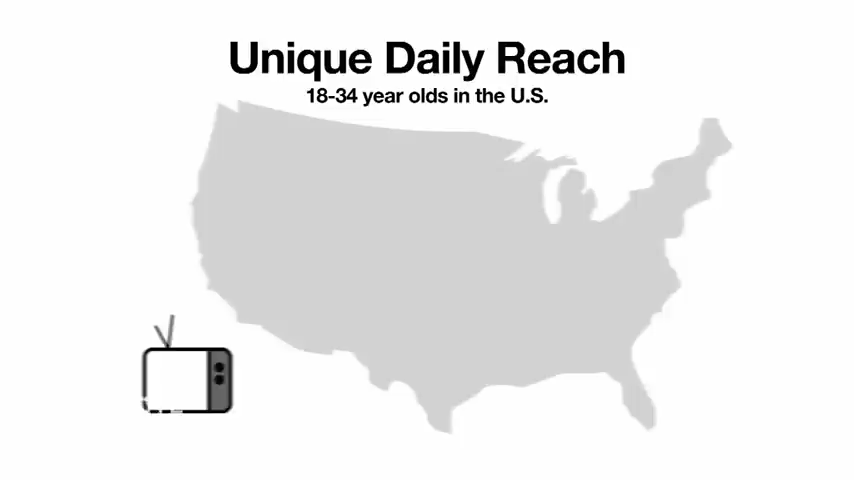 Unique Daily Reach
18-34 year olds in the U.S.